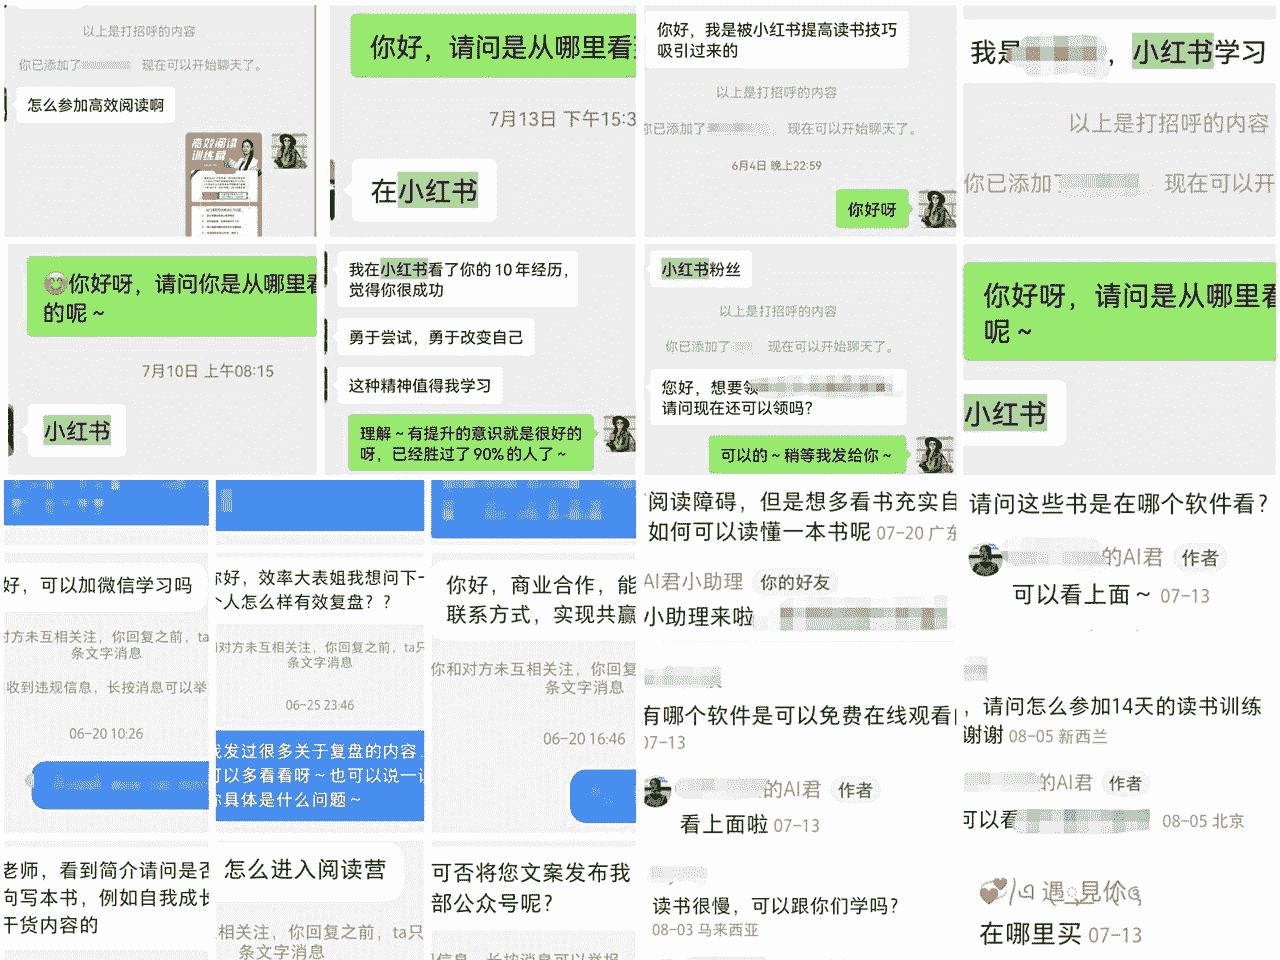 以上是打招呼的内容
你已添加了
现在可以开始聊天了。
怎么参加高效阅读啊
高效阅读
训练营
你好，请问是从哪里看
7月13日 下午15:3
在小红书
你好，我是被小红书提高读书技巧
吸引过来的
以上是打招呼的内容
你已添加了
现在可以开始聊天了。
6月4日 晚上22:59
你好呀
我是
，小红书学习
以上是打招呼的内容
你已添加了
现在可以开
你好呀，请问你是从哪里看
的呢～
7月10日 上午08:15
小红书
我在小红书看了你的10年经历，
觉得你很成功
勇于尝试，勇于改变自己
这种精神值得我学习
理解～有提升的意识就是很好的
呀，已经胜过了90%的人了～
小红书粉丝
以上是打招呼的内容
你已添加了
现在可以开始聊天了。
您好，想要领
请问现在还可以领吗？
可以的～稍等我发给你～
你好呀，请问是从哪里看
呢～
小红书
好，可以加微信学习吗
对方未互相关注，你回复之前，ta
条文字消息
收到违规信息，长按消息可以举
06-20 10:26
你好，效率大表姐我想问下一
个人怎么样有效复盘？？
对方未互相关注，你回复之前，ta只
条文字消息
06-25 23:46
我发过很多关于复盘的内容，
可以多看看呀～也可以说一
你具体是什么问题～
你好，商业合作，能
联系方式，实现共赢
你和对方未互相关注，你回复
条文字消息
06-20 16:46
阅读障碍，但是想多看书充实自
如何可以读懂一本书呢 07-20 广东
AI君小助理 你的好友
小助理来啦
有哪个软件是可以免费在线观看
07-13
的AI君 作者
看上面啦 07-13
读书很慢，可以跟你们学吗？
08-03 马来西亚
请问这些书是在哪个软件看？
的AI君 作者
可以看上面～ 07-13
，请问怎么参加14天的读书训练
谢谢 08-05 新西兰
的AI君 作者
可以看
08-05 北京
遇見你
在哪里买 07-13
老师，看到简介请问是否
向写本书，例如自我成长
干货内容的
怎么进入阅读营
相关注，你回复之前，ta只
条文字消息
可否将您文案发布我
部公众号呢？
信息，长按消息可以举报